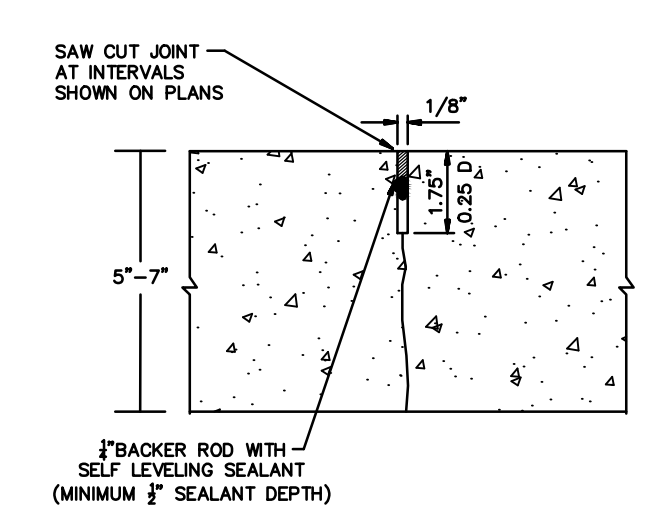 SAW CUT JOINT
AT INTERVALS
SHOWN ON PLANS
1/8"
1.75"
0.25 D
5"-7"
¼"BACKER ROD WITH
SELF LEVELING SEALANT
(MINIMUM ½" SEALANT DEPTH)